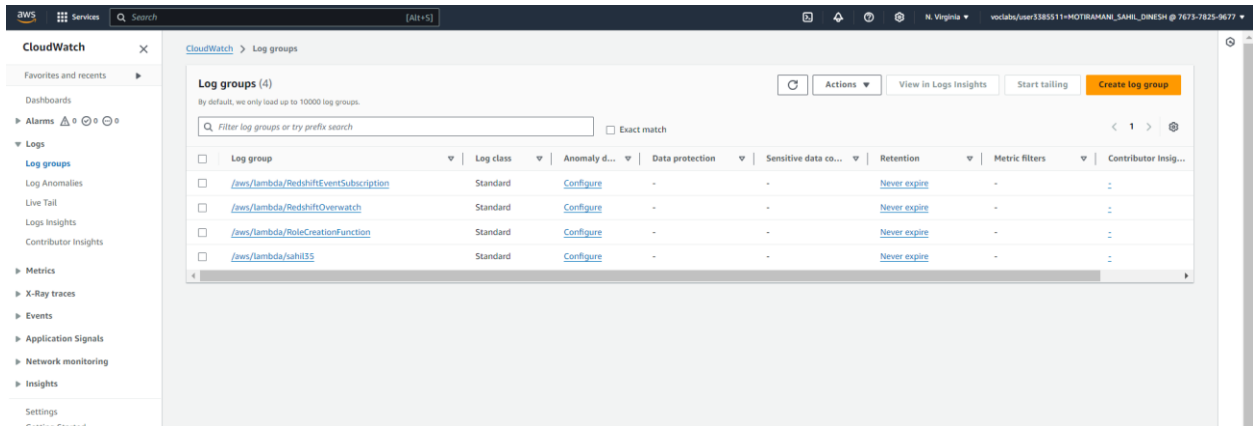 aws Services Search [Alt+S] N. Virginia voclabs/user3385511=MOTIRAMANI_SAHIL_DINESH @ 7673-7825-9677
CloudWatch
Favorites and recents
Dashboards
Alarms 0 0 0
Logs
Log groups
Log Anomalies
Live Tail
Logs Insights
Contributor Insights
Metrics
X-Ray traces
Events
Application Signals
Network monitoring
Insights
Settings
Getting Started
CloudWatch > Log groups
Log groups (4)
By default, we only load up to 10000 log groups.
Actions View in Logs Insights Start tailing Create log group
Filter log groups or try prefix search Exact match < 1 >
Log group Log class Anomaly d... Data protection Sensitive data co... Retention Metric filters Contributor Insig...
/aws/lambda/RedshiftEventSubscription Standard Configure - - Never expire - -
/aws/lambda/RedshiftOverwatch Standard Configure - - Never expire - -
/aws/lambda/RoleCreationFunction Standard Configure - - Never expire - -
/aws/lambda/sahil35 Standard Configure - - Never expire - -